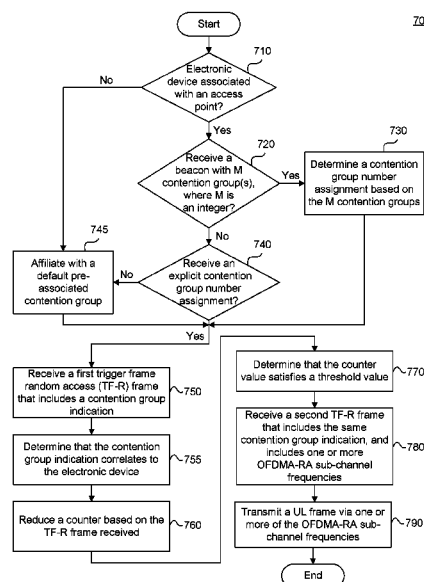 Start
70
710
Electronic
device associated
with an access
point?
No
Yes
720
Receive a
beacon with M
contention group(s),
where M is
an integer?
Yes
730
Determine a contention
group number
assignment based on
the M contention groups
No
745
Affiliate with a
default pre-
associated
contention group
740
Receive an
explicit contention
group number
assignment?
No
Yes
Receive a first trigger frame
random access (TF-R) frame
that includes a contention group
indication
750
Determine that the contention
group indication correlates to
the electronic device
755
Reduce a counter based on the
TF-R frame received
760
Determine that the counter
value satisfies a threshold value
770
Receive a second TF-R frame
that includes the same
contention group indication, and
includes one or more
OFDMA-RA sub-channel
frequencies
780
Transmit a UL frame via one or
more of the OFDMA-RA sub-
channel frequencies
790
End